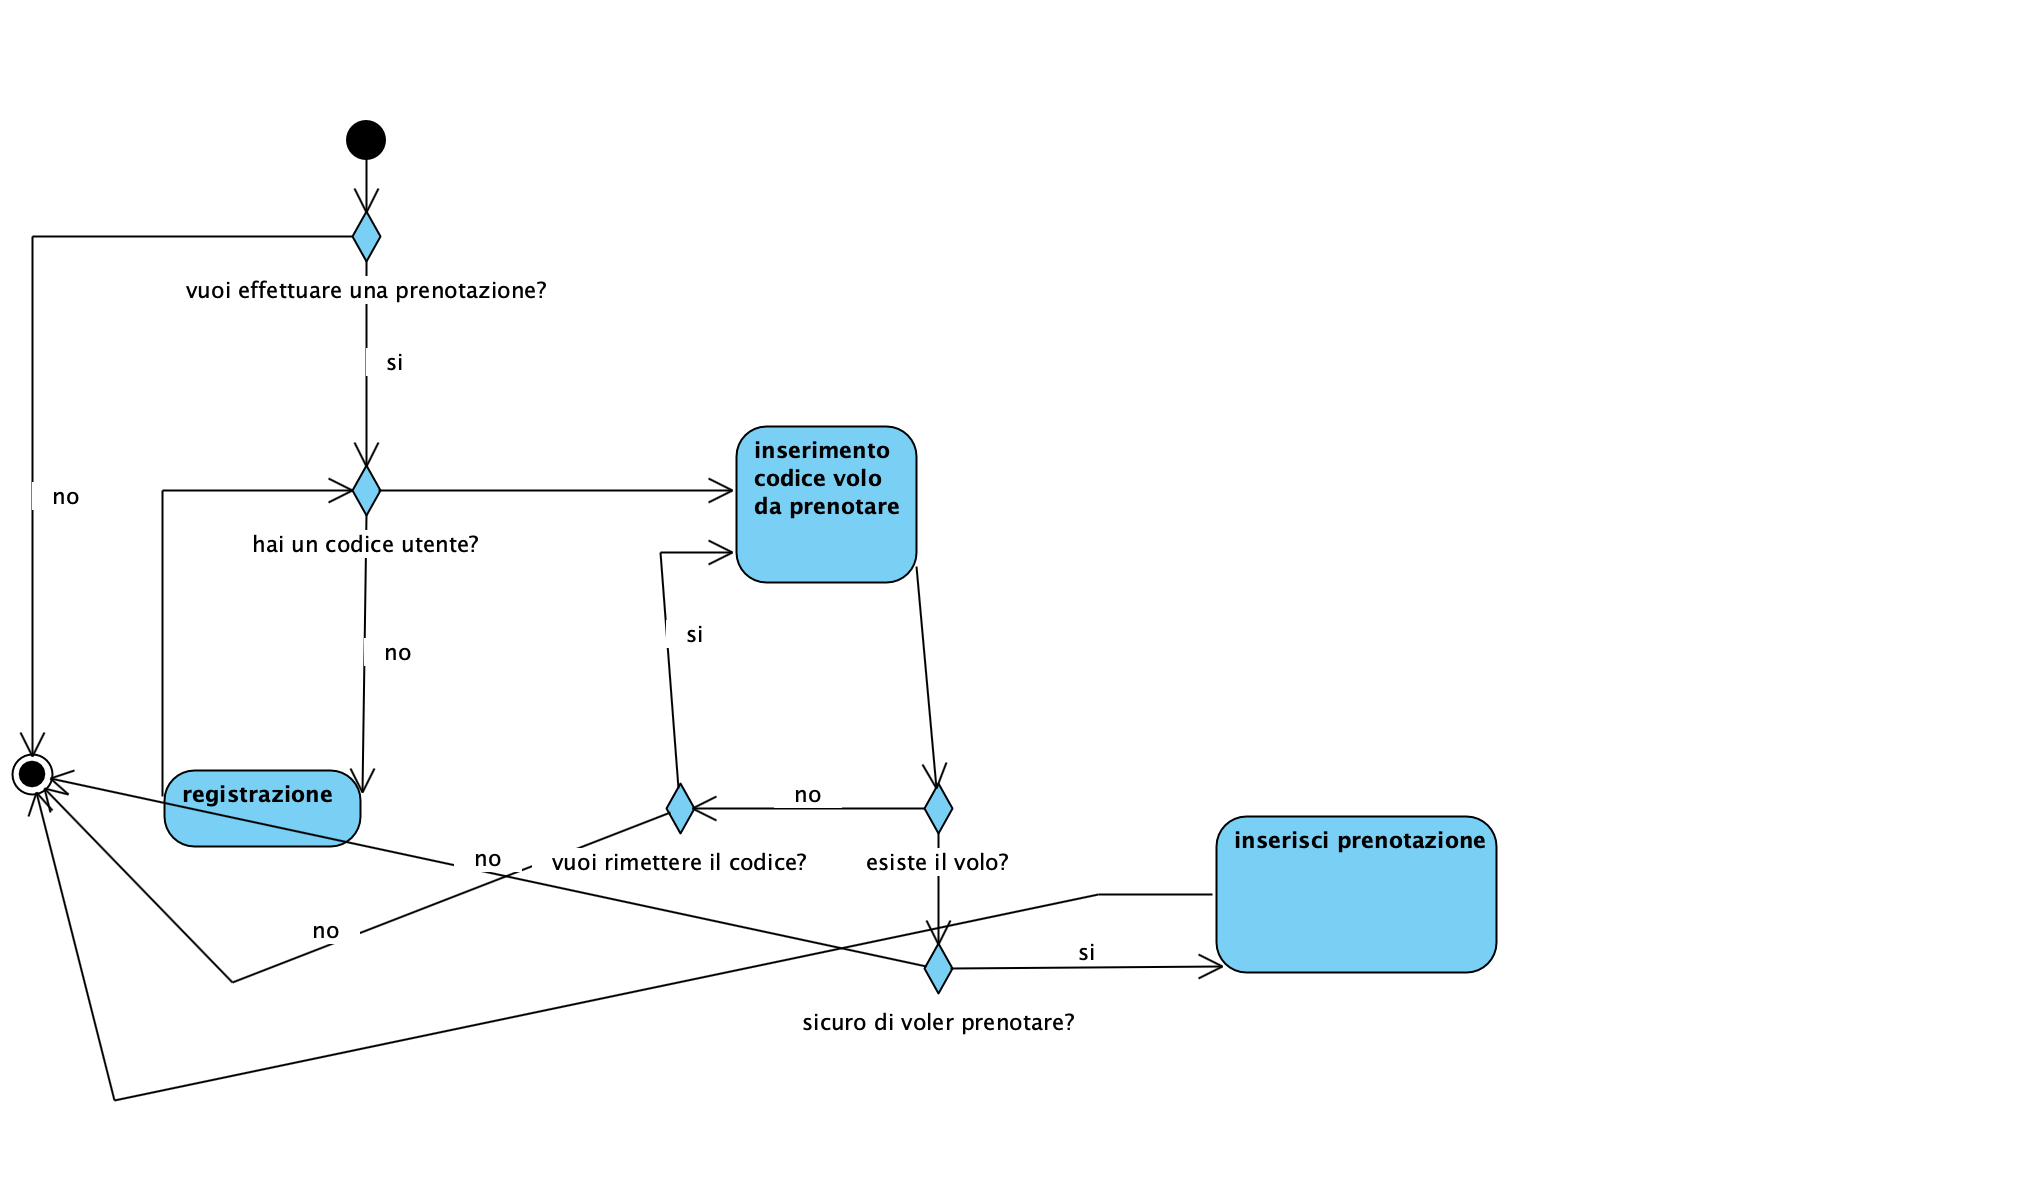 vuoi effettuare una prenotazione?
si
no
inserimento
codice volo
da prenotare
hai un codice utente?
si
no
registrazione
no
inserisci prenotazione
no
vuoi rimettere il codice?
esiste il volo?
no
si
sicuro di voler prenotare?